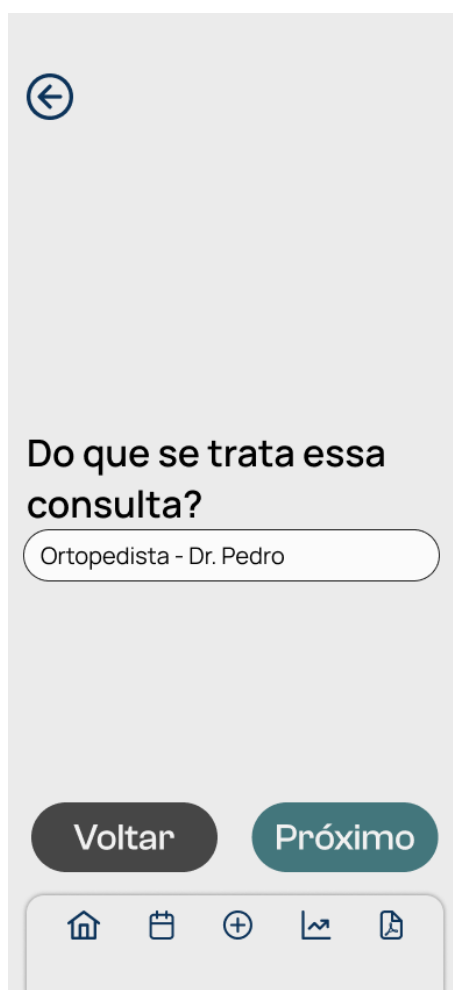 Do que se trata essa
consulta?
Ortopedista - Dr. Pedro
Voltar
Próximo